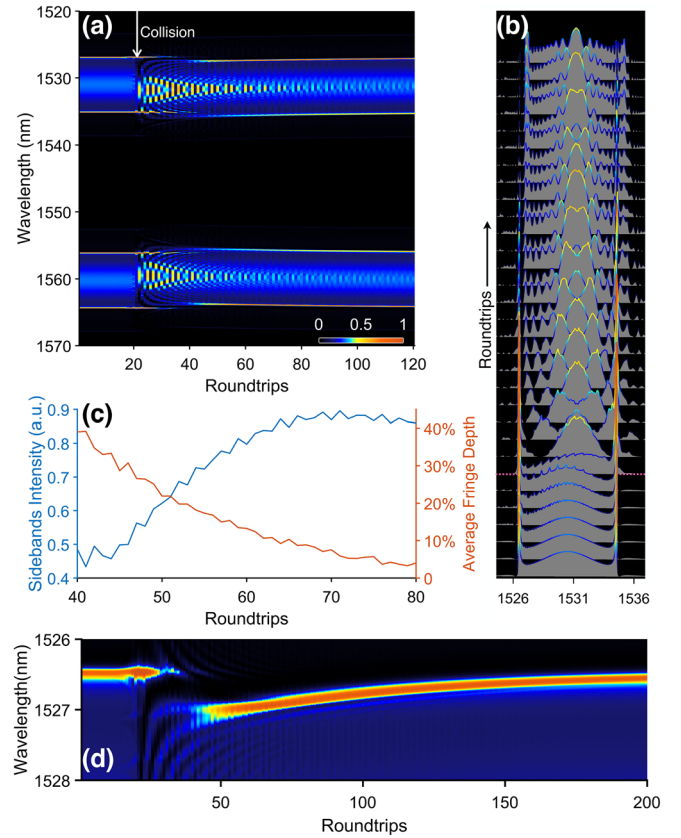 (a)
Collision
1520
1530
1540
1550
1560
1570
Wavelength (nm)
0 0.5 1
20 40 60 80 100 120
Roundtrips
(b)
Roundtrips
1526 1531 1536
(c)
0.9
0.8
0.7
0.6
0.5
0.4
Sidebands Intensity (a.u.)
40%
30%
20%
10%
0
Average Fringe Depth
40 50 60 70 80
Roundtrips
1526
1527
1528
Wavelength(nm)
(d)
50 100 150 200
Roundtrips